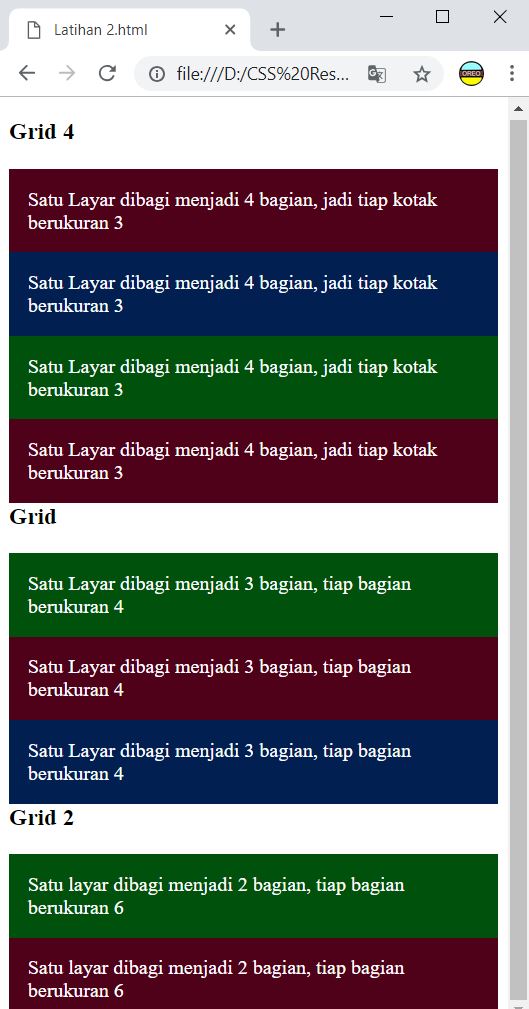 Latihan 2.html
file:///D:/CSS%20Res...
OREO
Grid 4
Satu Layar dibagi menjadi 4 bagian, jadi tiap kotak
berukuran 3
Satu Layar dibagi menjadi 4 bagian, jadi tiap kotak
berukuran 3
Satu Layar dibagi menjadi 4 bagian, jadi tiap kotak
berukuran 3
Satu Layar dibagi menjadi 4 bagian, jadi tiap kotak
berukuran 3
Grid
Satu Layar dibagi menjadi 3 bagian, tiap bagian
berukuran 4
Satu Layar dibagi menjadi 3 bagian, tiap bagian
berukuran 4
Satu Layar dibagi menjadi 3 bagian, tiap bagian
berukuran 4
Grid 2
Satu layar dibagi menjadi 2 bagian, tiap bagian
berukuran 6
Satu layar dibagi menjadi 2 bagian, tiap bagian
berukuran 6